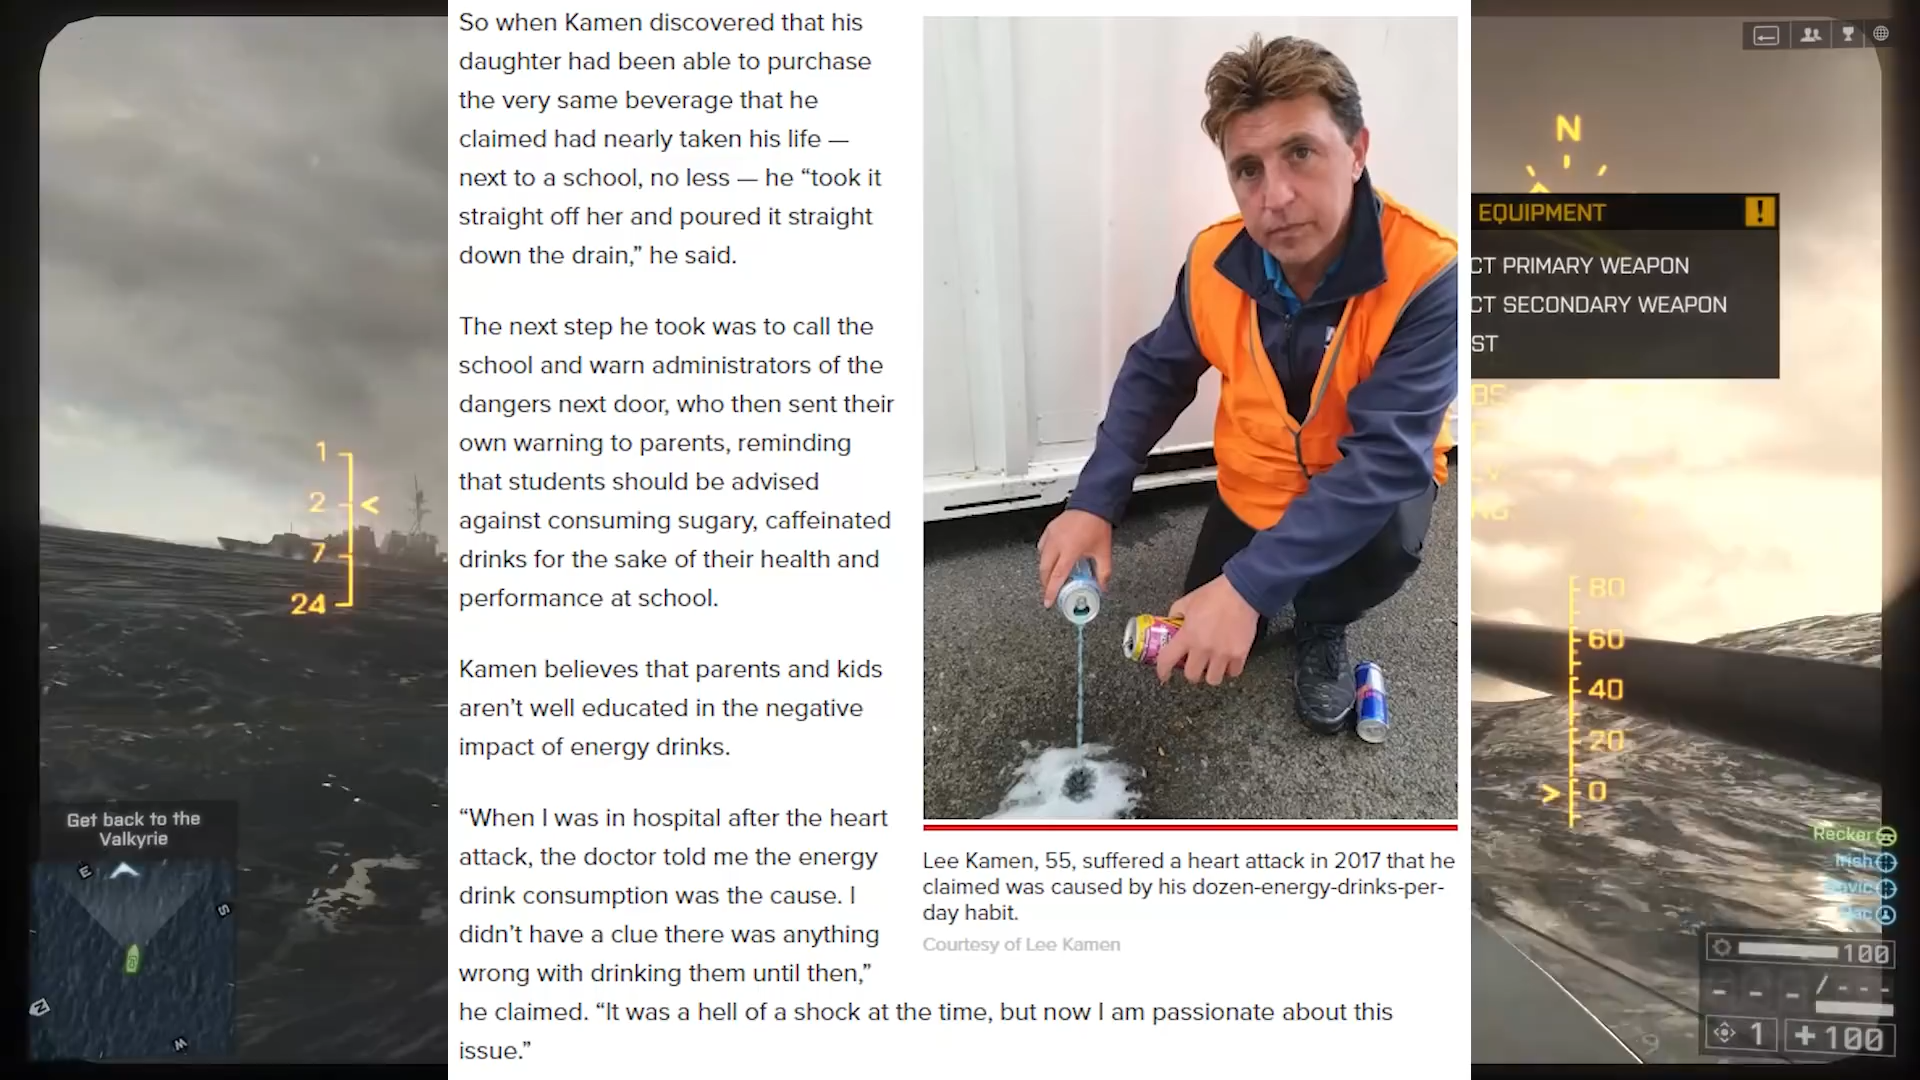 So when Kamen discovered that his
daughter had been able to purchase
the very same beverage that he
claimed had nearly taken his life —
next to a school, no less — he “took it
straight off her and poured it straight
down the drain,” he said.
The next step he took was to call the
school and warn administrators of the
dangers next door, who then sent their
own warning to parents, reminding
that students should be advised
against consuming sugary, caffeinated
drinks for the sake of their health and
performance at school.
Kamen believes that parents and kids
aren’t well educated in the negative
impact of energy drinks.
“When I was in hospital after the heart
attack, the doctor told me the energy
drink consumption was the cause. I
didn’t have a clue there was anything
wrong with drinking them until then,”
he claimed. “It was a hell of a shock at the time, but now I am passionate about this
issue.”
Lee Kamen, 55, suffered a heart attack in 2017 that he
claimed was caused by his dozen-energy-drinks-per-
day habit.
Courtesy of Lee Kamen
1
2 <
7
24
Get back to the
Valkyrie
E
S
N
W
N
EQUIPMENT !
CT PRIMARY WEAPON
CT SECONDARY WEAPON
ST
80
60
40
20
> 0
Recker
Irish
100
- - - / - - -
1 +100